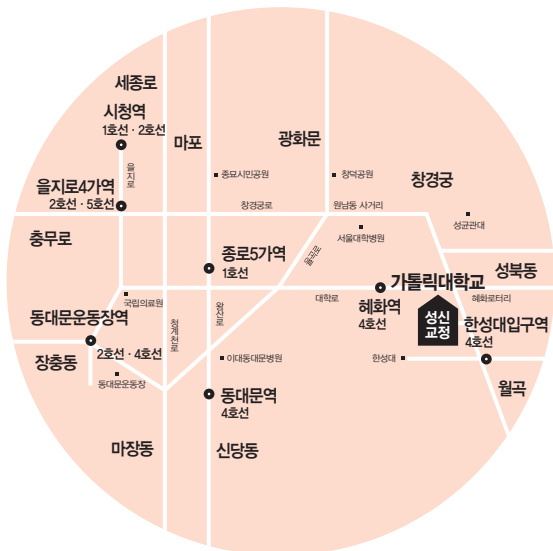 세종로
시청역
1호선 · 2호선
마포
광화문
을지로
종묘시민공원
창덕공원
창경궁
을지로4가역
2호선 · 5호선
창경궁로
원남동 사거리
성균관대
충무로
서울대학병원
종로5가역
1호선
율곡로
성북동
가톨릭대학교
국립의료원
대학로
혜화역
4호선
혜화로터리
성신
교정
동대문운동장역
2호선 · 4호선
청계천로
왕산로
한성대입구역
4호선
장충동
이대동대문병원
한성대
동대문운동장
동대문역
4호선
월곡
마장동
신당동